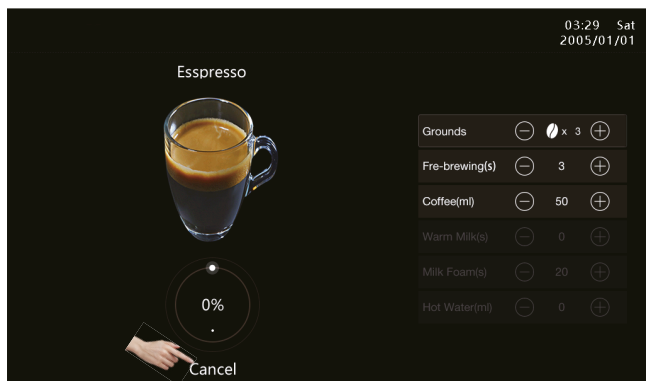 03:29 Sat
2005/01/01
Esspresso
Grounds x 3
Fre-brewing(s) 3
Coffee(ml) 50
Warm Milk(s) 0
Milk Foam(s) 20
Hot Water(ml) 0
0%
Cancel